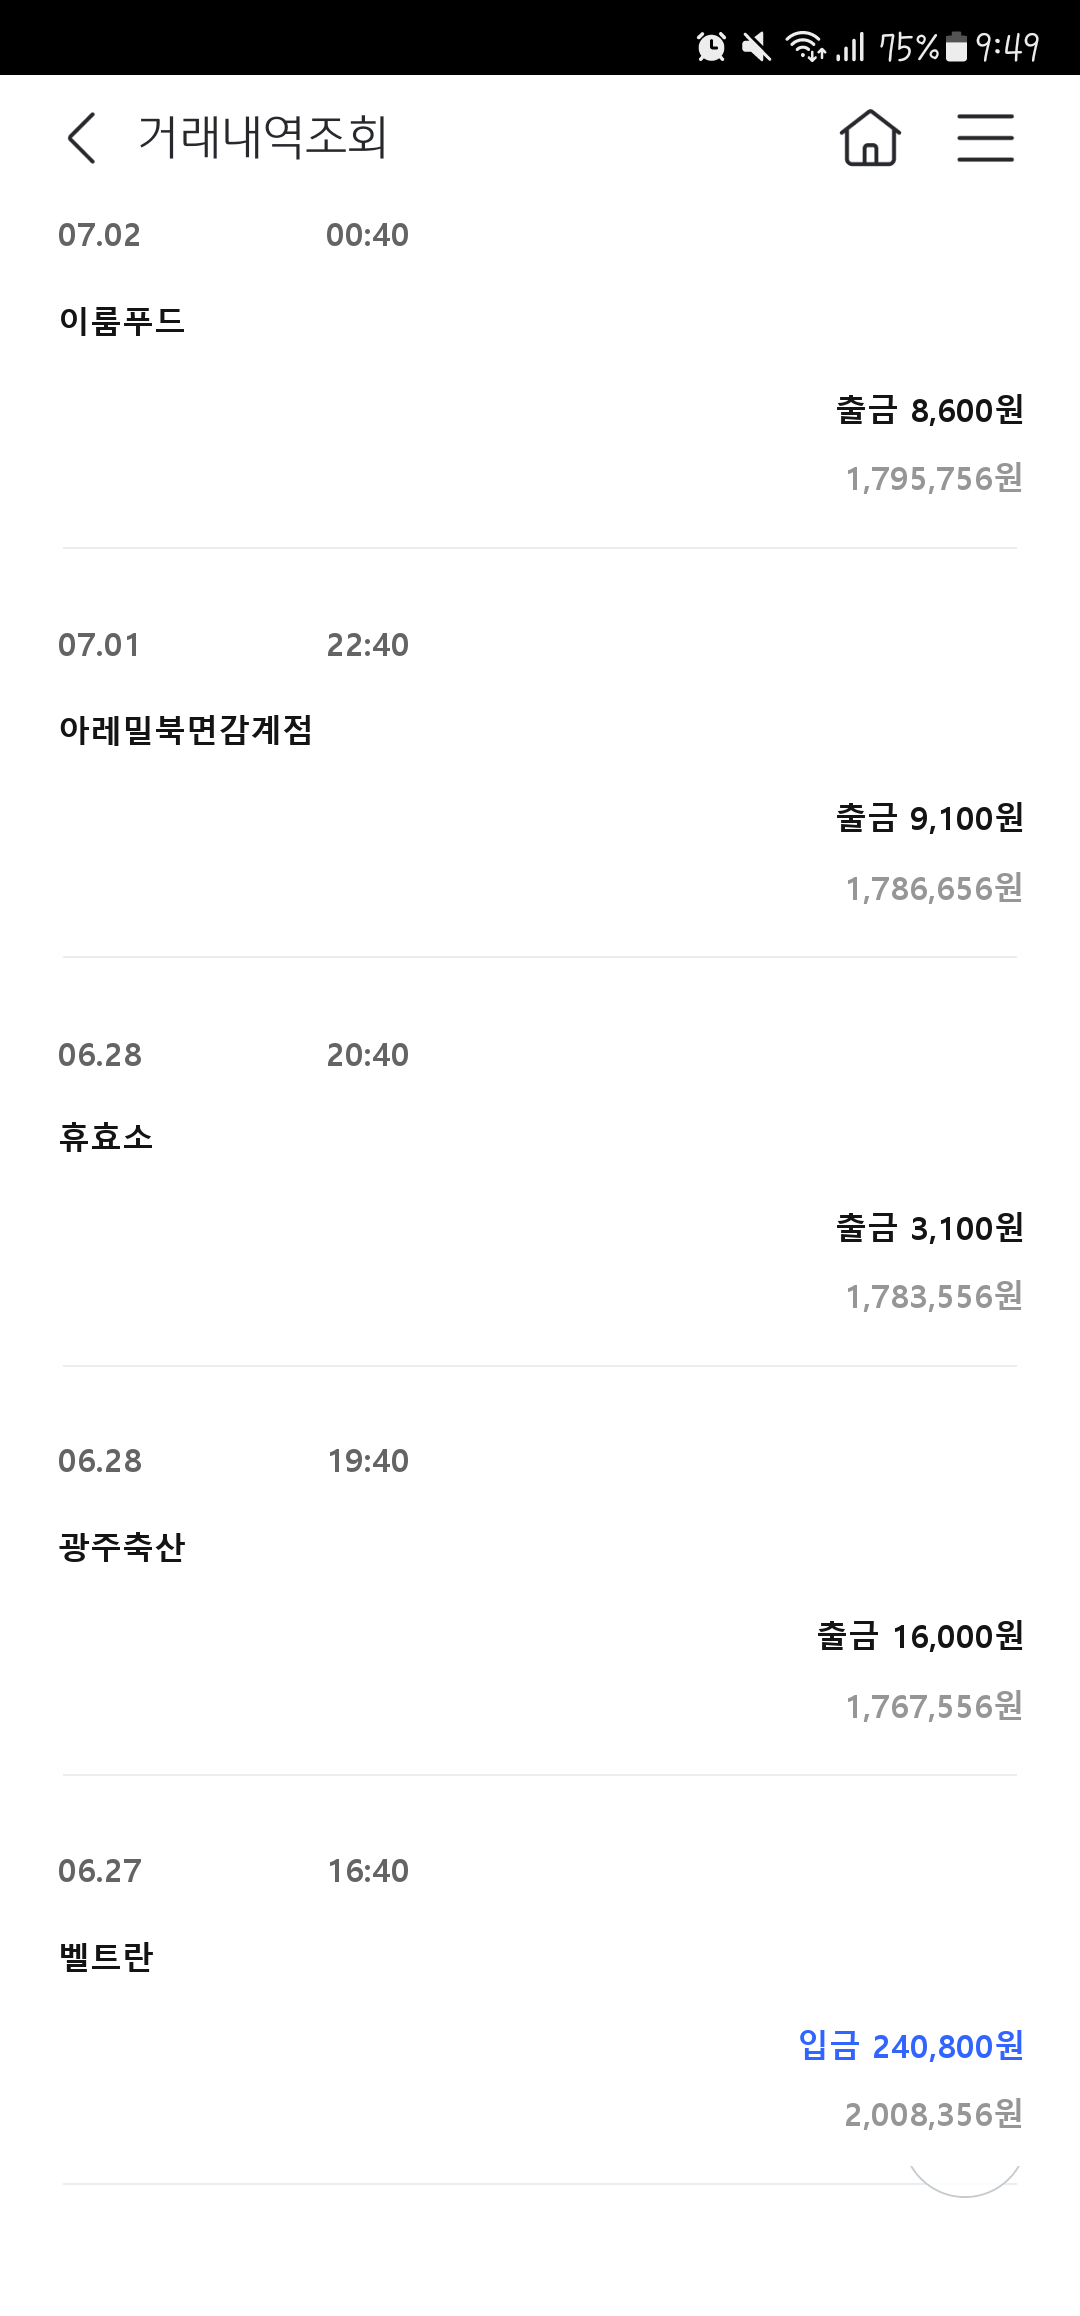 75% 9:49
거래내역조회
07.02 00:40
이룸푸드
출금 8,600원
1,795,756원
07.01 22:40
아레밀북면감계점
출금 9,100원
1,786,656원
06.28 20:40
휴효소
출금 3,100원
1,783,556원
06.28 19:40
광주축산
출금 16,000원
1,767,556원
06.27 16:40
벨트란
입금 240,800원
2,008,356원